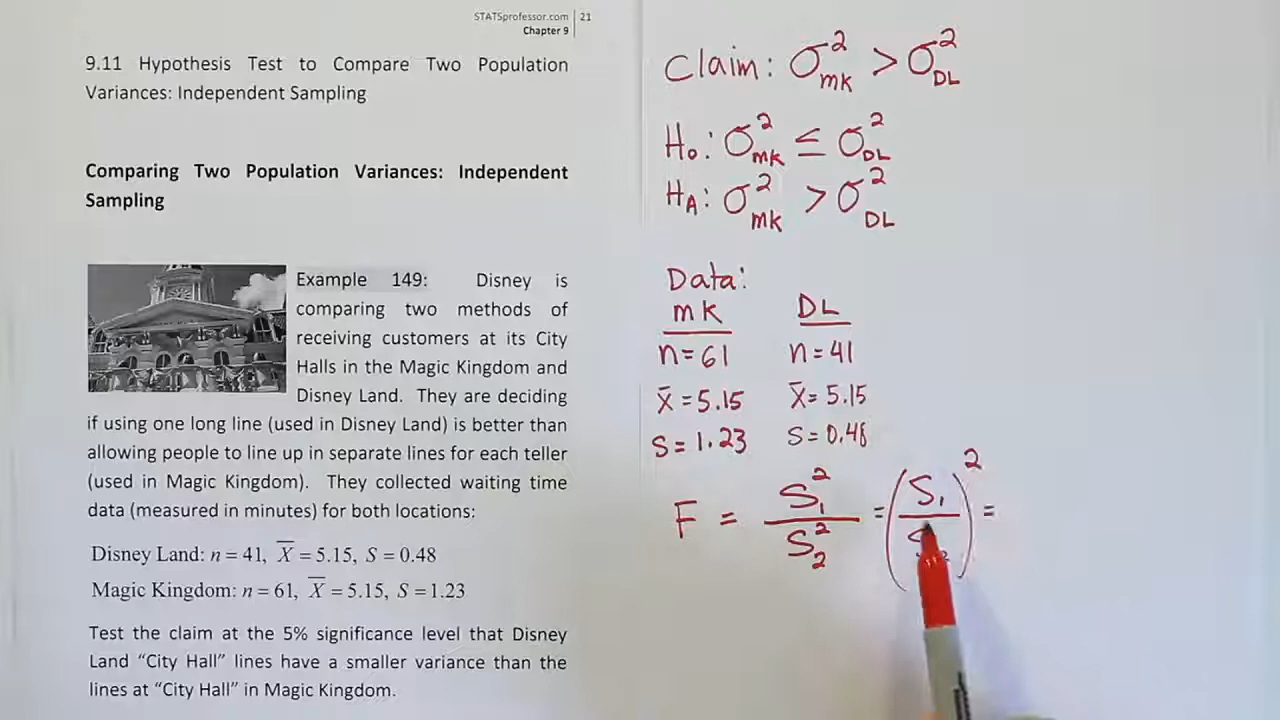 STATSprofessor.com 21
Chapter 9
9.11 Hypothesis Test to Compare Two Population
Variances: Independent Sampling
Comparing Two Population Variances: Independent
Sampling
Example 149: Disney is
comparing two methods of
receiving customers at its City
Halls in the Magic Kingdom and
Disney Land. They are deciding
if using one long line (used in Disney Land) is better than
allowing people to line up in separate lines for each teller
(used in Magic Kingdom). They collected waiting time
data (measured in minutes) for both locations:
Disney Land: n = 41, X̄ = 5.15, S = 0.48
Magic Kingdom: n = 61, X̄ = 5.15, S = 1.23
Test the claim at the 5% significance level that Disney
Land “City Hall” lines have a smaller variance than the
lines at “City Hall” in Magic Kingdom.
Claim: σ²mk > σ²DL
H₀: σ²mk ≤ σ²DL
HA: σ²mk > σ²DL
Data:
mk DL
n=61 n=41
x̄=5.15 x̄=5.15
S=1.23 S=0.48
F = S₁²/S₂² = (S₁/S₂)² =